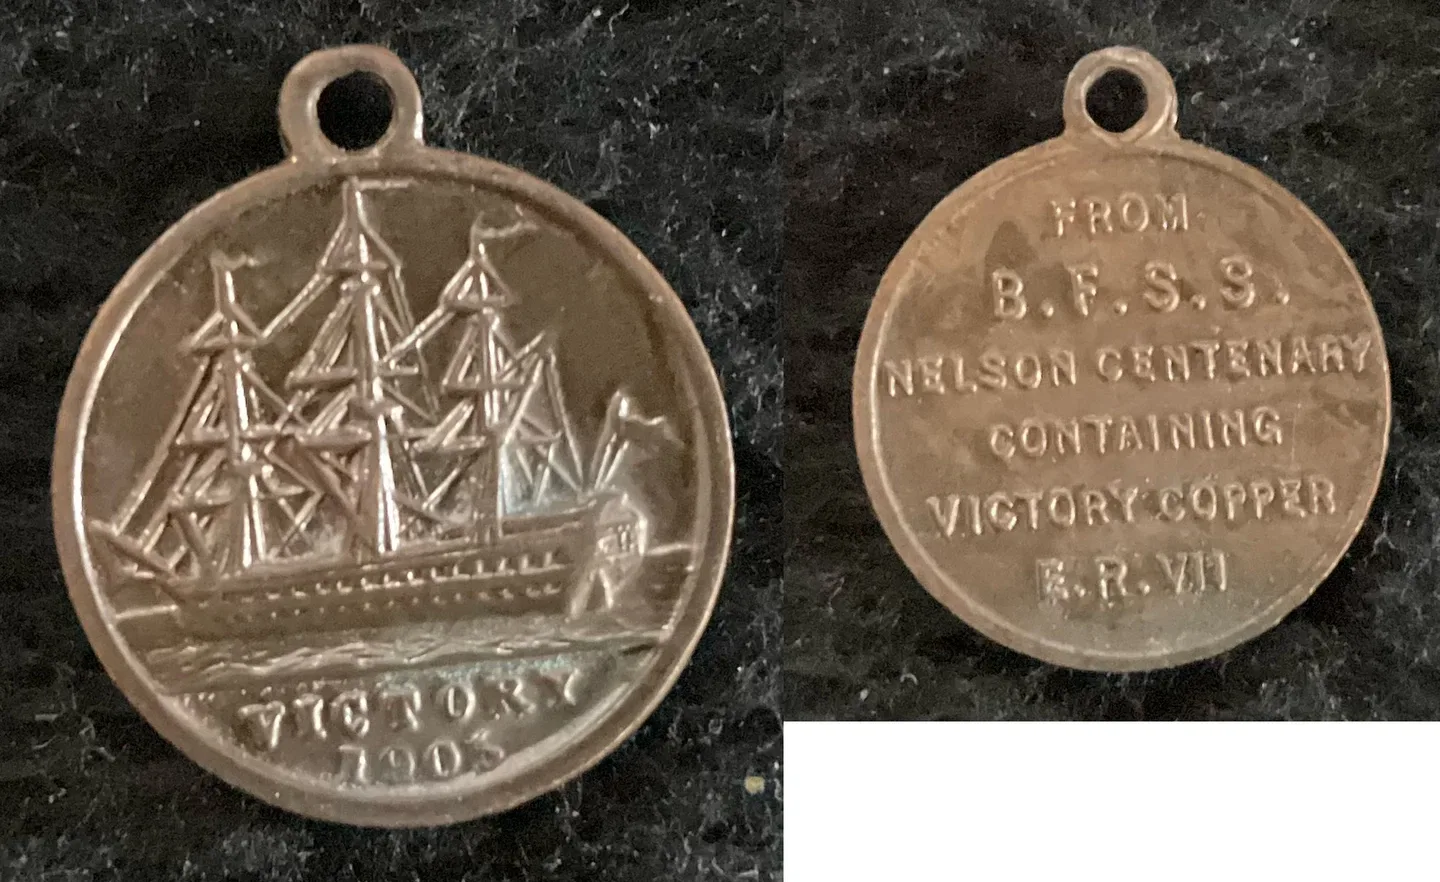 VICTORY
1905
FROM
B.F.S.S.
NELSON CENTENARY
CONTAINING
VICTORY COPPER
E.R.VII